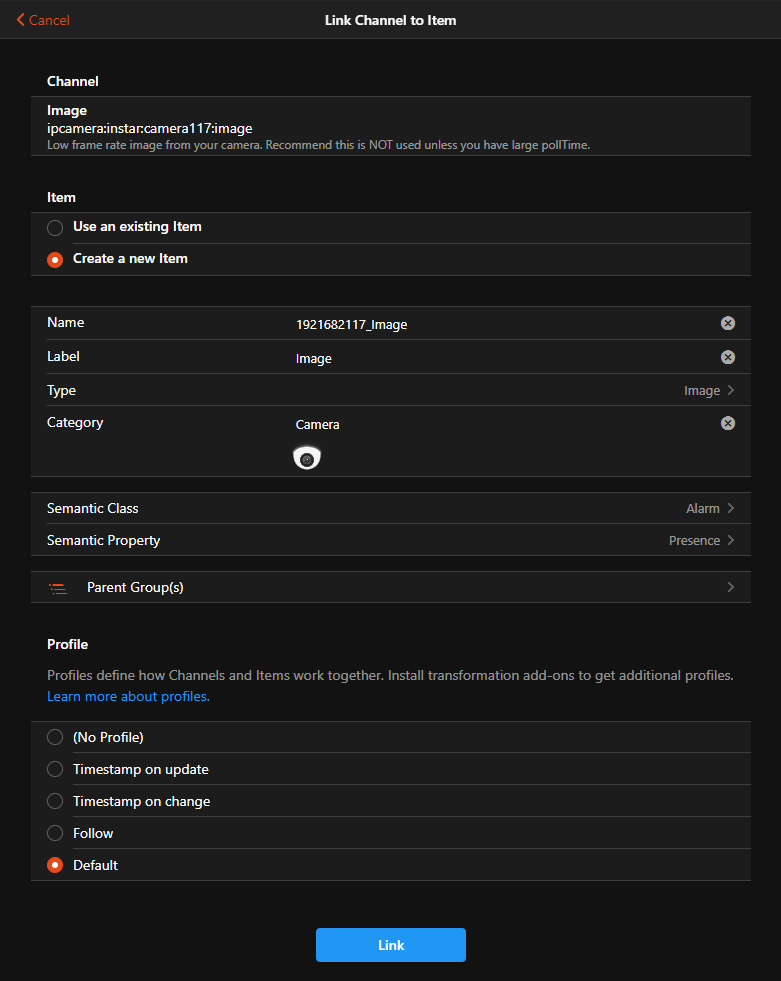 Cancel
Link Channel to Item
Channel
Image
ipcamera:instar:camera117:image
Low frame rate image from your camera. Recommend this is NOT used unless you have large pollTime.
Item
Use an existing Item
Create a new Item
Name 1921682117_Image
Label Image
Type Image
Category Camera
Semantic Class Alarm
Semantic Property Presence
Parent Group(s)
Profile
Profiles define how Channels and Items work together. Install transformation add-ons to get additional profiles.
Learn more about profiles.
(No Profile)
Timestamp on update
Timestamp on change
Follow
Default
Link